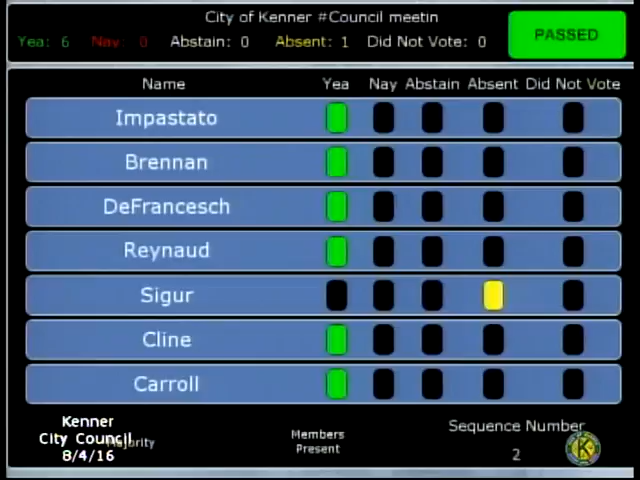 City of Kenner #Council meetin
Yea: 6 Nay: 0 Abstain: 0 Absent: 1 Did Not Vote: 0
PASSED
Name Yea Nay Abstain Absent Did Not Vote
Impastato
Brennan
DeFrancesch
Reynaud
Sigur
Cline
Carroll
Kenner
City Council
8/4/16
Members
Present
Sequence Number
2
K